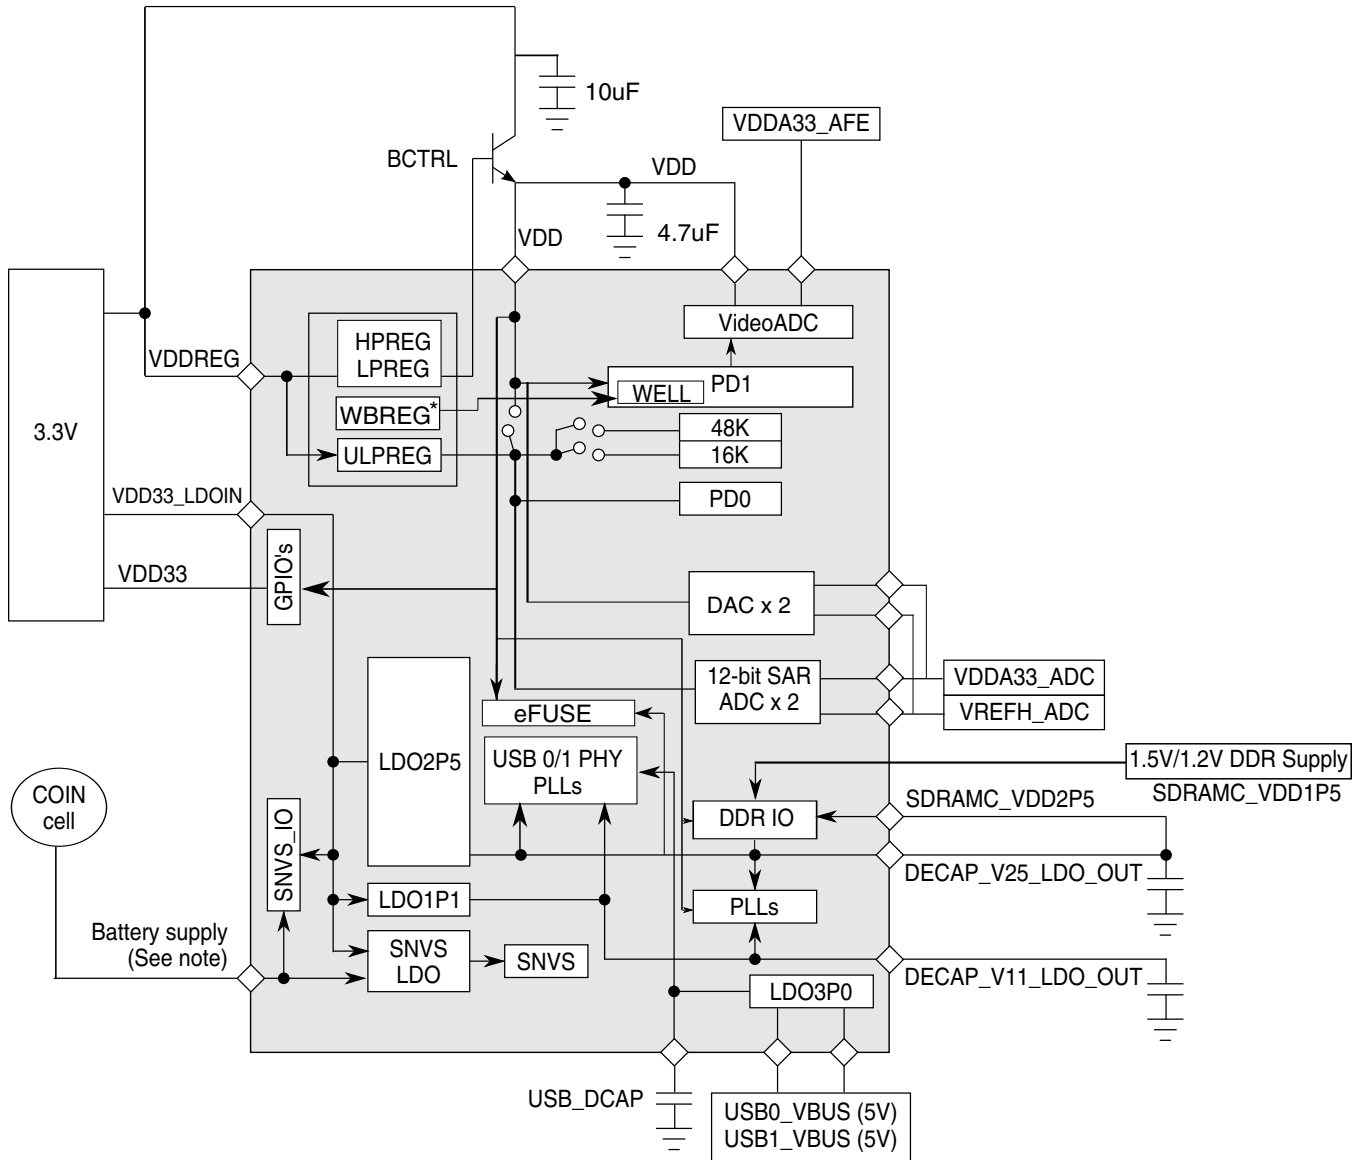 10uF
VDDA33_AFE
BCTRL
VDD
4.7uF
VDD
VideoADC
HPREG
LPREG
VDDREG
PD1
WELL
WBREG*
3.3V
48K
ULPREG
16K
VDD33_LDOIN
PD0
GPIO's
VDD33
DAC x 2
12-bit SAR
ADC x 2
VDDA33_ADC
VREFH_ADC
eFUSE
LDO2P5
USB 0/1 PHY
PLLs
1.5V/1.2V DDR Supply
SDRAMC_VDD1P5
COIN
cell
SDRAMC_VDD2P5
DDR IO
SNVS_IO
DECAP_V25_LDO_OUT
LDO1P1
PLLs
Battery supply
(See note)
SNVS
LDO
SNVS
DECAP_V11_LDO_OUT
LDO3P0
USB_DCAP
USB0_VBUS (5V)
USB1_VBUS (5V)